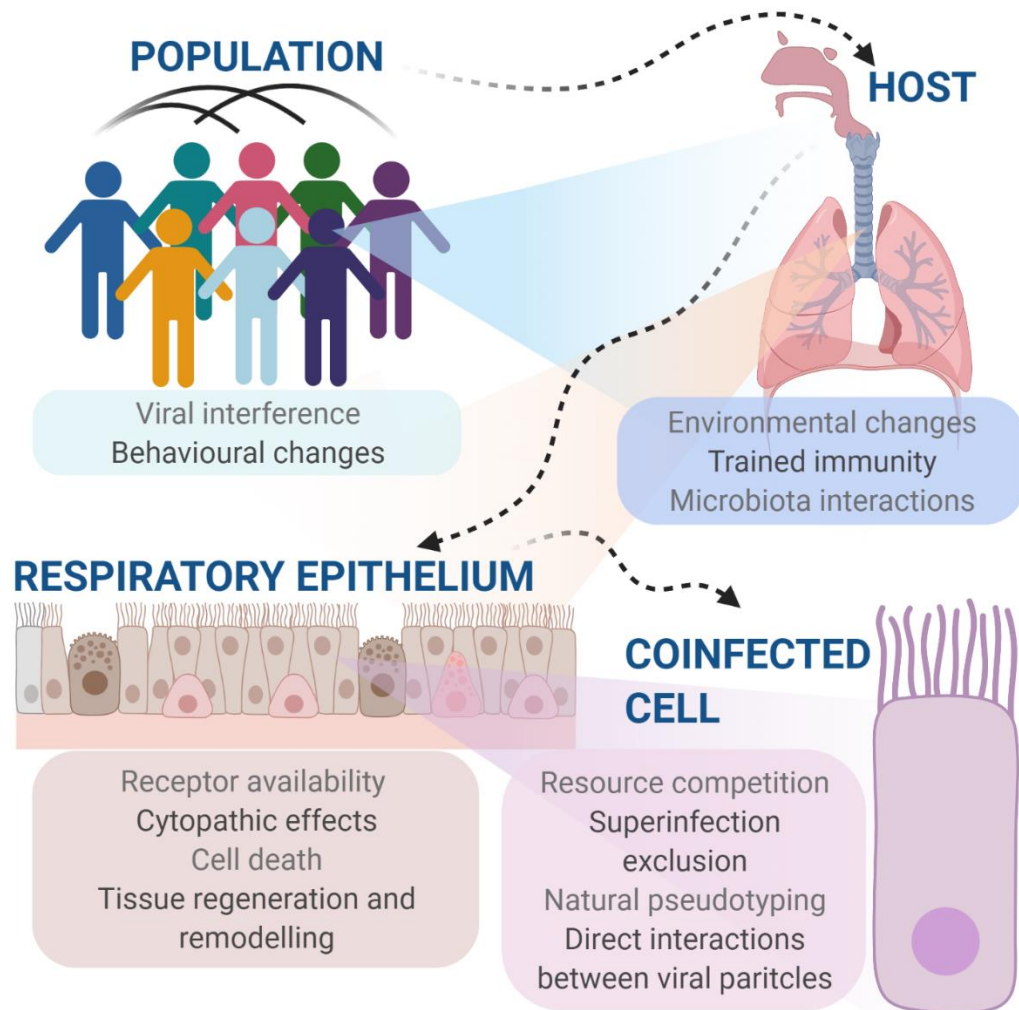 POPULATION
HOST
Viral interference
Behavioural changes
Environmental changes
Trained immunity
Microbiota interactions
RESPIRATORY EPITHELIUM
COINFECTED
CELL
Receptor availability
Cytopathic effects
Cell death
Tissue regeneration and
remodelling
Resource competition
Superinfection
exclusion
Natural pseudotyping
Direct interactions
between viral paritcles